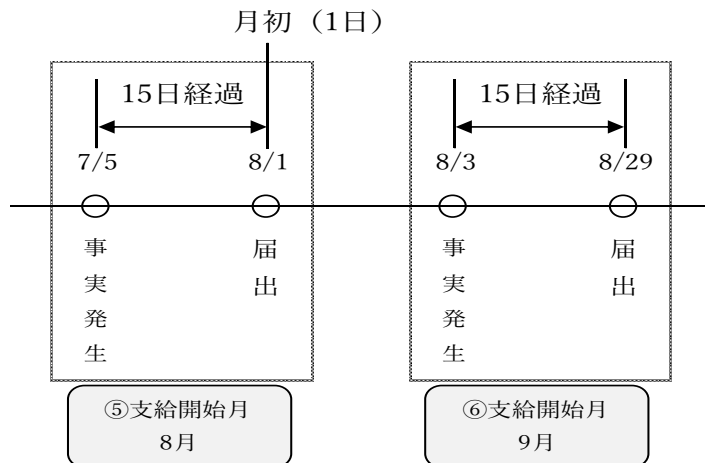 月初（1日）
15日経過
7/5
8/1
事実発生
届出
⑤支給開始月
8月
15日経過
8/3
8/29
事実発生
届出
⑥支給開始月
9月